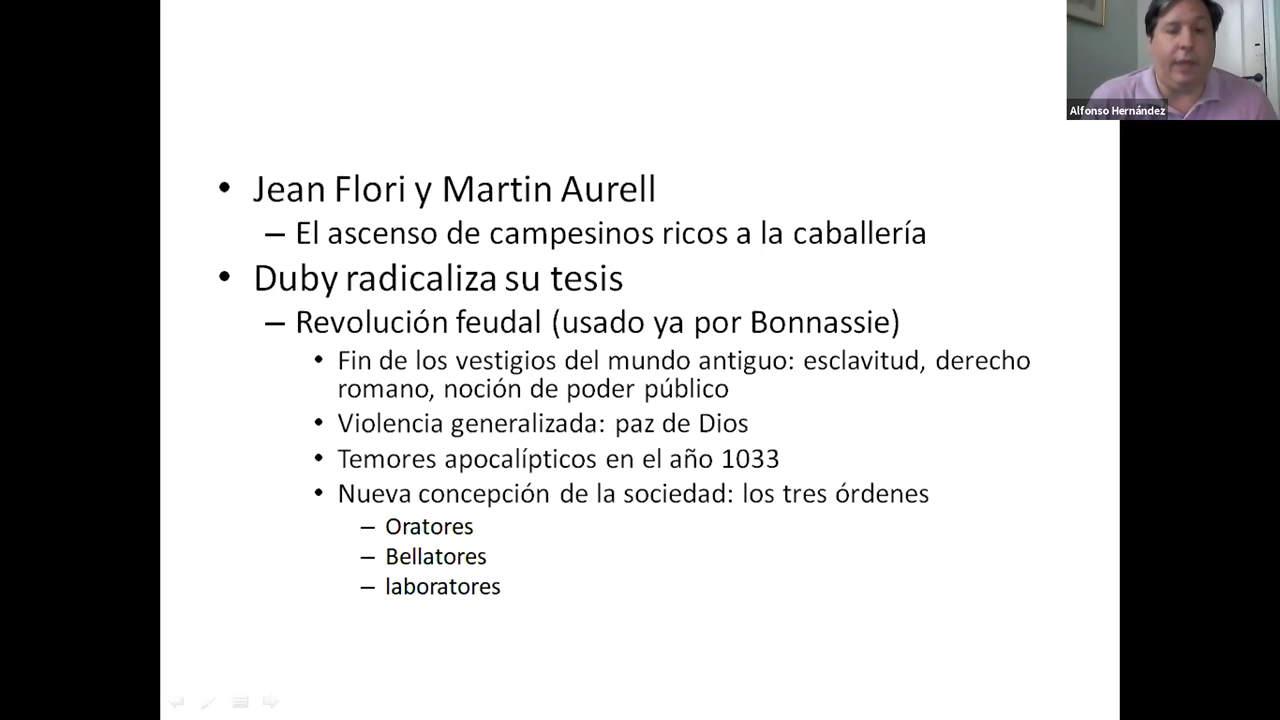 Alfonso Hernández
• Jean Flori y Martin Aurell
– El ascenso de campesinos ricos a la caballería
• Duby radicaliza su tesis
– Revolución feudal (usado ya por Bonnassie)
• Fin de los vestigios del mundo antiguo: esclavitud, derecho
romano, noción de poder público
• Violencia generalizada: paz de Dios
• Temores apocalípticos en el año 1033
• Nueva concepción de la sociedad: los tres órdenes
– Oratores
– Bellatores
– laboratores